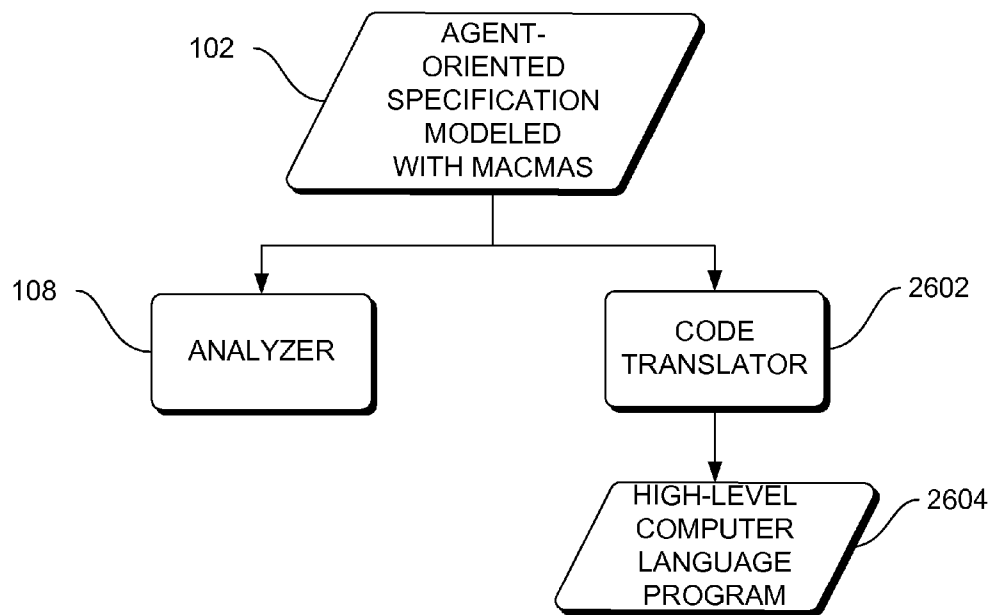 102
AGENT-
ORIENTED
SPECIFICATION
MODELED
WITH MACMAS
108
ANALYZER
2602
CODE
TRANSLATOR
HIGH-LEVEL
COMPUTER
LANGUAGE
PROGRAM
2604